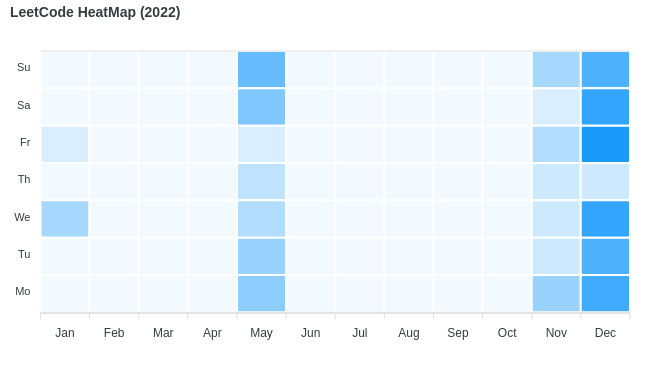 LeetCode HeatMap (2022)
Su
Sa
Fr
Th
We
Tu
Mo
Jan Feb Mar Apr May Jun Jul Aug Sep Oct Nov Dec